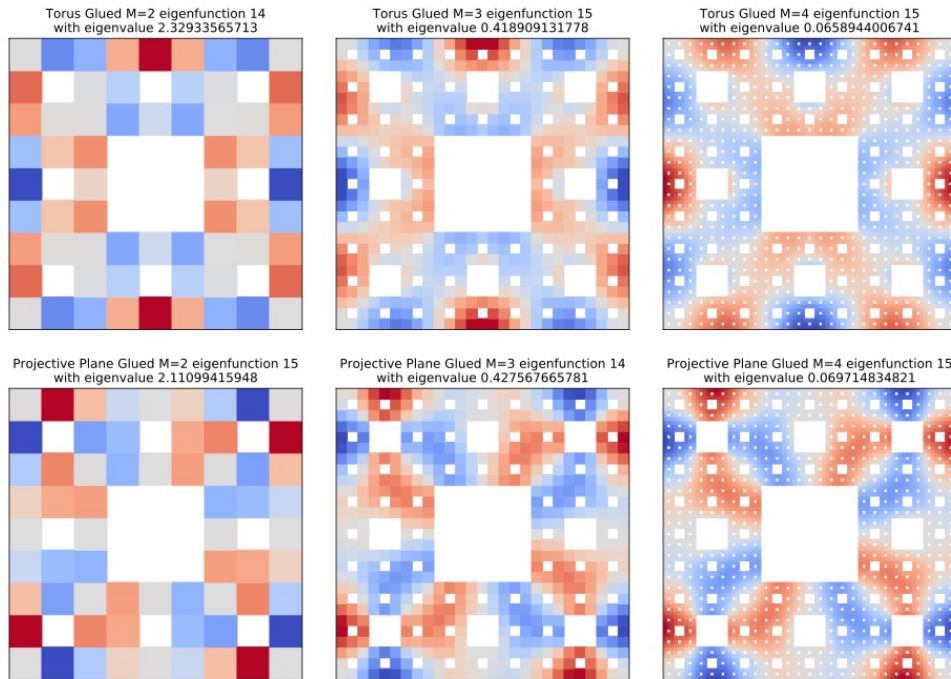 Torus Glued M=2 eigenfunction 14
with eigenvalue 2.32933565713
Torus Glued M=3 eigenfunction 15
with eigenvalue 0.418909131778
Torus Glued M=4 eigenfunction 15
with eigenvalue 0.0658944006741
Projective Plane Glued M=2 eigenfunction 15
with eigenvalue 2.11099415948
Projective Plane Glued M=3 eigenfunction 14
with eigenvalue 0.427567665781
Projective Plane Glued M=4 eigenfunction 15
with eigenvalue 0.069714834821